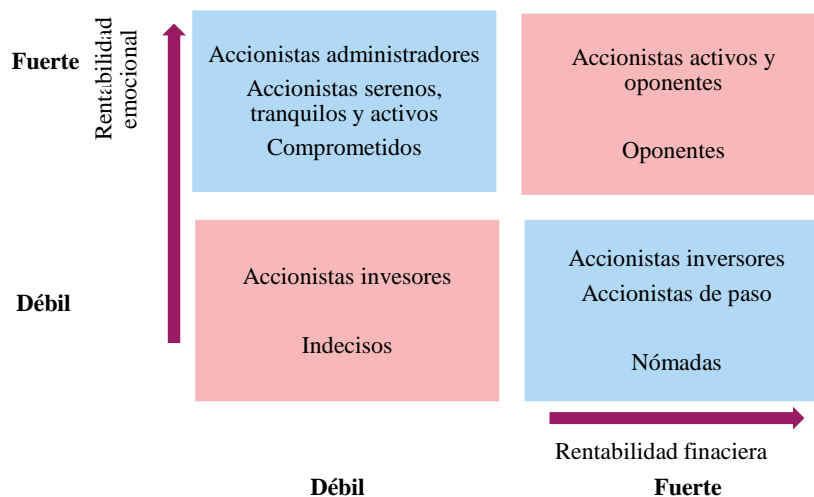 Fuerte
Rentabilidad
emocional
Accionistas administradores
Accionistas serenos,
tranquilos y activos
Comprometidos
Accionistas activos y
oponentes
Oponentes
Débil
Accionistas invesores
Indecisos
Accionistas inversores
Accionistas de paso
Nómadas
Rentabilidad finaciera
Débil
Fuerte